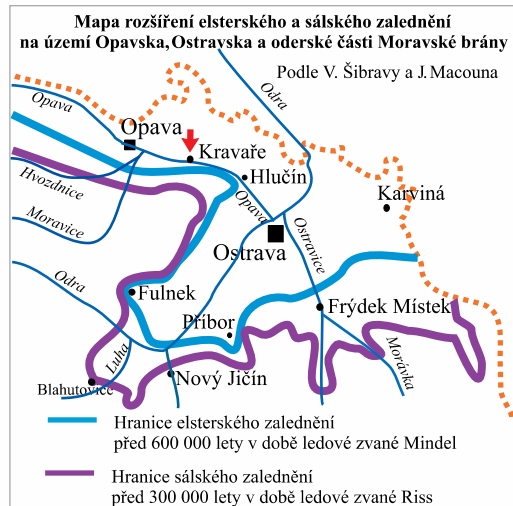 Mapa rozšíření elsterského a sálského zalednění
na území Opavska, Ostravska a oderské části Moravské brány
Podle V. Šibravy a J. Macouna
Odra
Opava
Opava
Kravaře
Hlučín
Hvozdnice
Karviná
Opava
Moravice
Ostrava
Ostravice
Odra
Fulnek
Frýdek Místek
Příbor
Luha
Morávka
Nový Jičín
Blahutovice
Hranice elsterského zalednění
před 600 000 lety v době ledové zvané Mindel
Hranice sálského zalednění
před 300 000 lety v době ledové zvané Riss